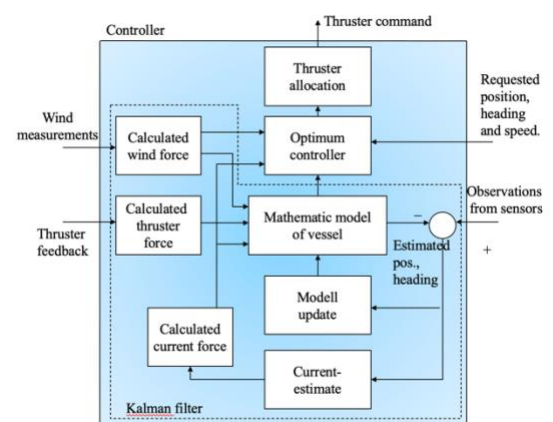 Thruster command
Controller
Thruster
allocation
Requested
position,
heading
and speed.
Wind
measurements
Calculated
wind force
Optimum
controller
Observations
from sensors
Calculated
thruster
force
Mathematic model
of vessel
−
+
Thruster
feedback
Estimated
pos.,
heading
Modell
update
Calculated
current force
Current-
estimate
Kalman filter